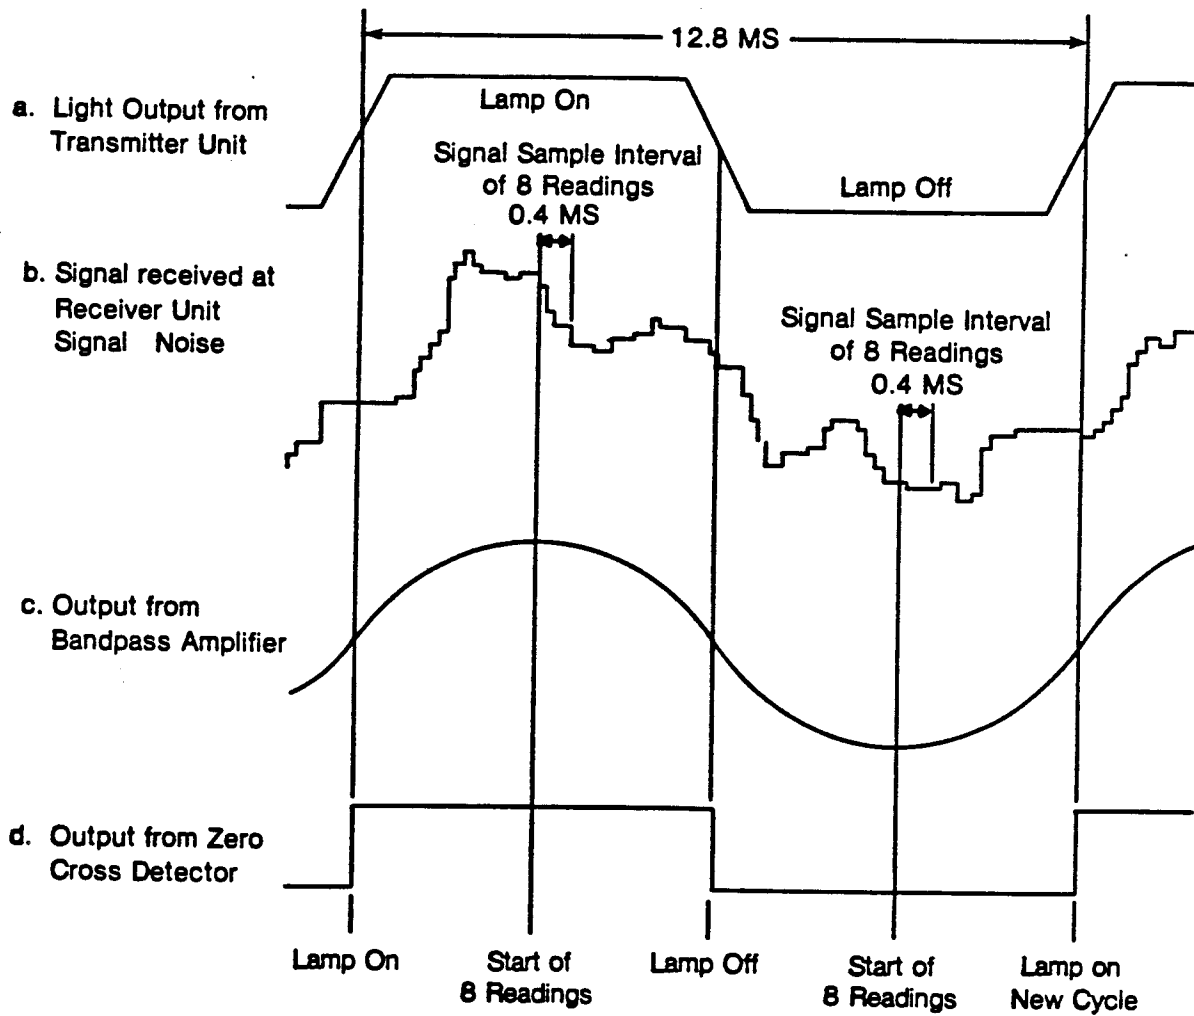 12.8 MS
a. Light Output from
Transmitter Unit
Lamp On
Signal Sample Interval
of 8 Readings
0.4 MS
Lamp Off
b. Signal received at
Receiver Unit
Signal Noise
Signal Sample Interval
of 8 Readings
0.4 MS
c. Output from
Bandpass Amplifier
d. Output from Zero
Cross Detector
Lamp On
Start of
8 Readings
Lamp Off
Start of
8 Readings
Lamp on
New Cycle